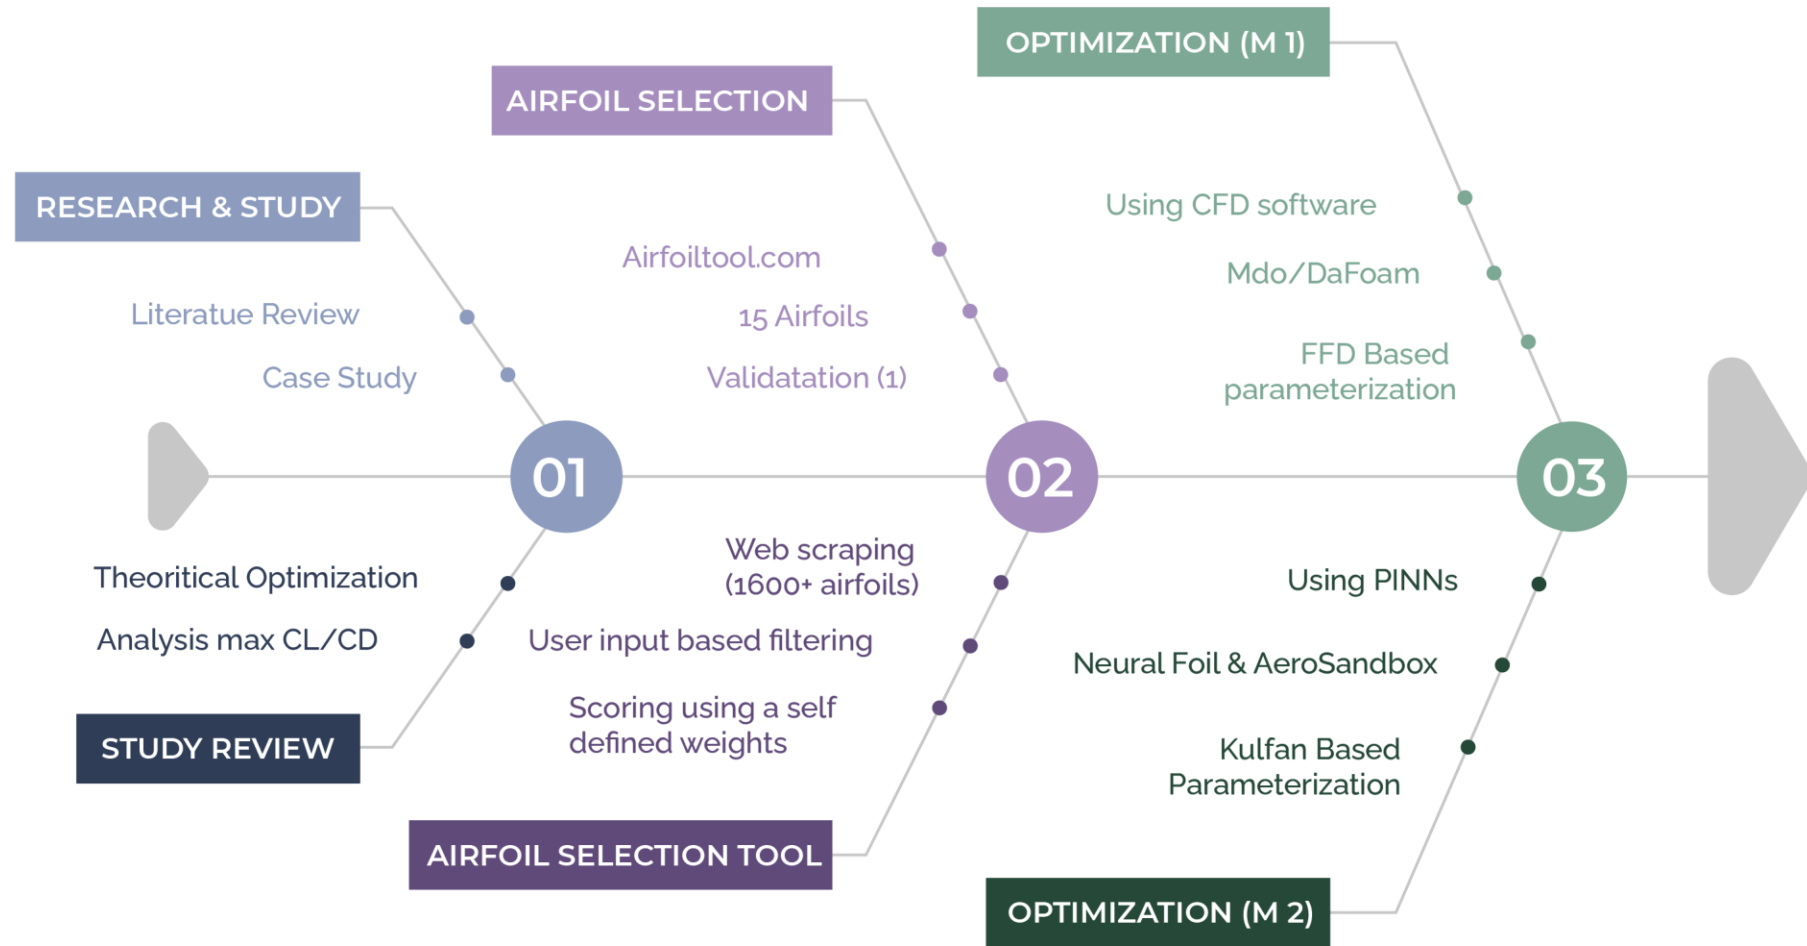 RESEARCH & STUDY
Literatue Review
Case Study
01
Theoritical Optimization
Analysis max CL/CD
STUDY REVIEW
AIRFOIL SELECTION
Airfoiltool.com
15 Airfoils
Validatation (1)
02
Web scraping
(1600+ airfoils)
User input based filtering
Scoring using a self
defined weights
AIRFOIL SELECTION TOOL
OPTIMIZATION (M 1)
Using CFD software
Mdo/DaFoam
FFD Based
parameterization
03
Using PINNs
Neural Foil & AeroSandbox
Kulfan Based
Parameterization
OPTIMIZATION (M 2)